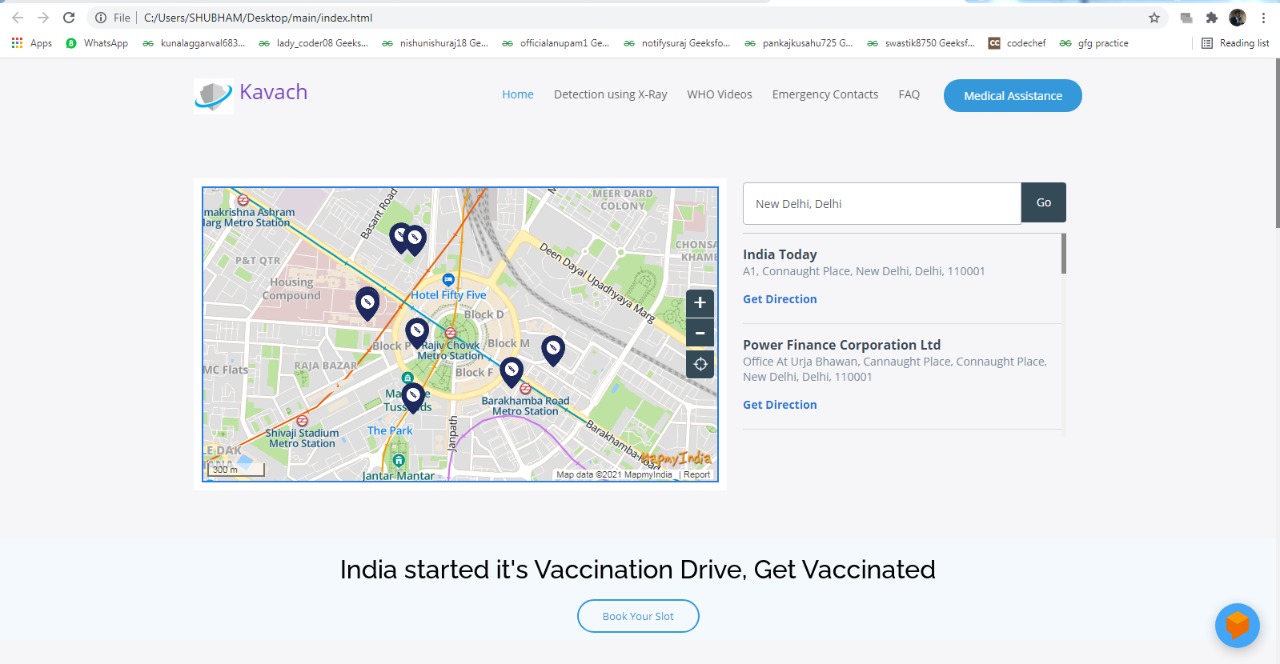 File | C:/Users/SHUBHAM/Desktop/main/index.html
Apps WhatsApp kunalaggarwal683... lady_coder08 Geeks... nishunishuraj18 Ge... officialanupam1 Ge... notifysuraj Geeksfo... pankajkusahu725 G... swastik8750 Geeksf... CC codechef gfg practice Reading list
Kavach
Home Detection using X-Ray WHO Videos Emergency Contacts FAQ Medical Assistance
MEER DARD
COLONY
makrishna Ashram
Marg Metro Station
Basant Road
P&T QTR
Housing
Compound
Hotel Fifty Five
Deen Dayal Upadhyaya Marg
CHONSA
KHAME
Block D
Block P
Rajiv Chowk
Metro Station
Block M
RAJA BAZAR
MC Flats
Block F
Barakhamba Road
Metro Station
Shivaji Stadium
Metro Station
The Park
Janpath
Barakhamba-Road
LE DAK
Jantar Mantar
300 m
MapmyIndia
Map data ©2021 MapmyIndia | Report
+
−
New Delhi, Delhi
Go
India Today
A1, Connaught Place, New Delhi, Delhi, 110001
Get Direction
Power Finance Corporation Ltd
Office At Urja Bhawan, Cannaught Place, Connaught Place,
New Delhi, Delhi, 110001
Get Direction
India started it's Vaccination Drive, Get Vaccinated
Book Your Slot